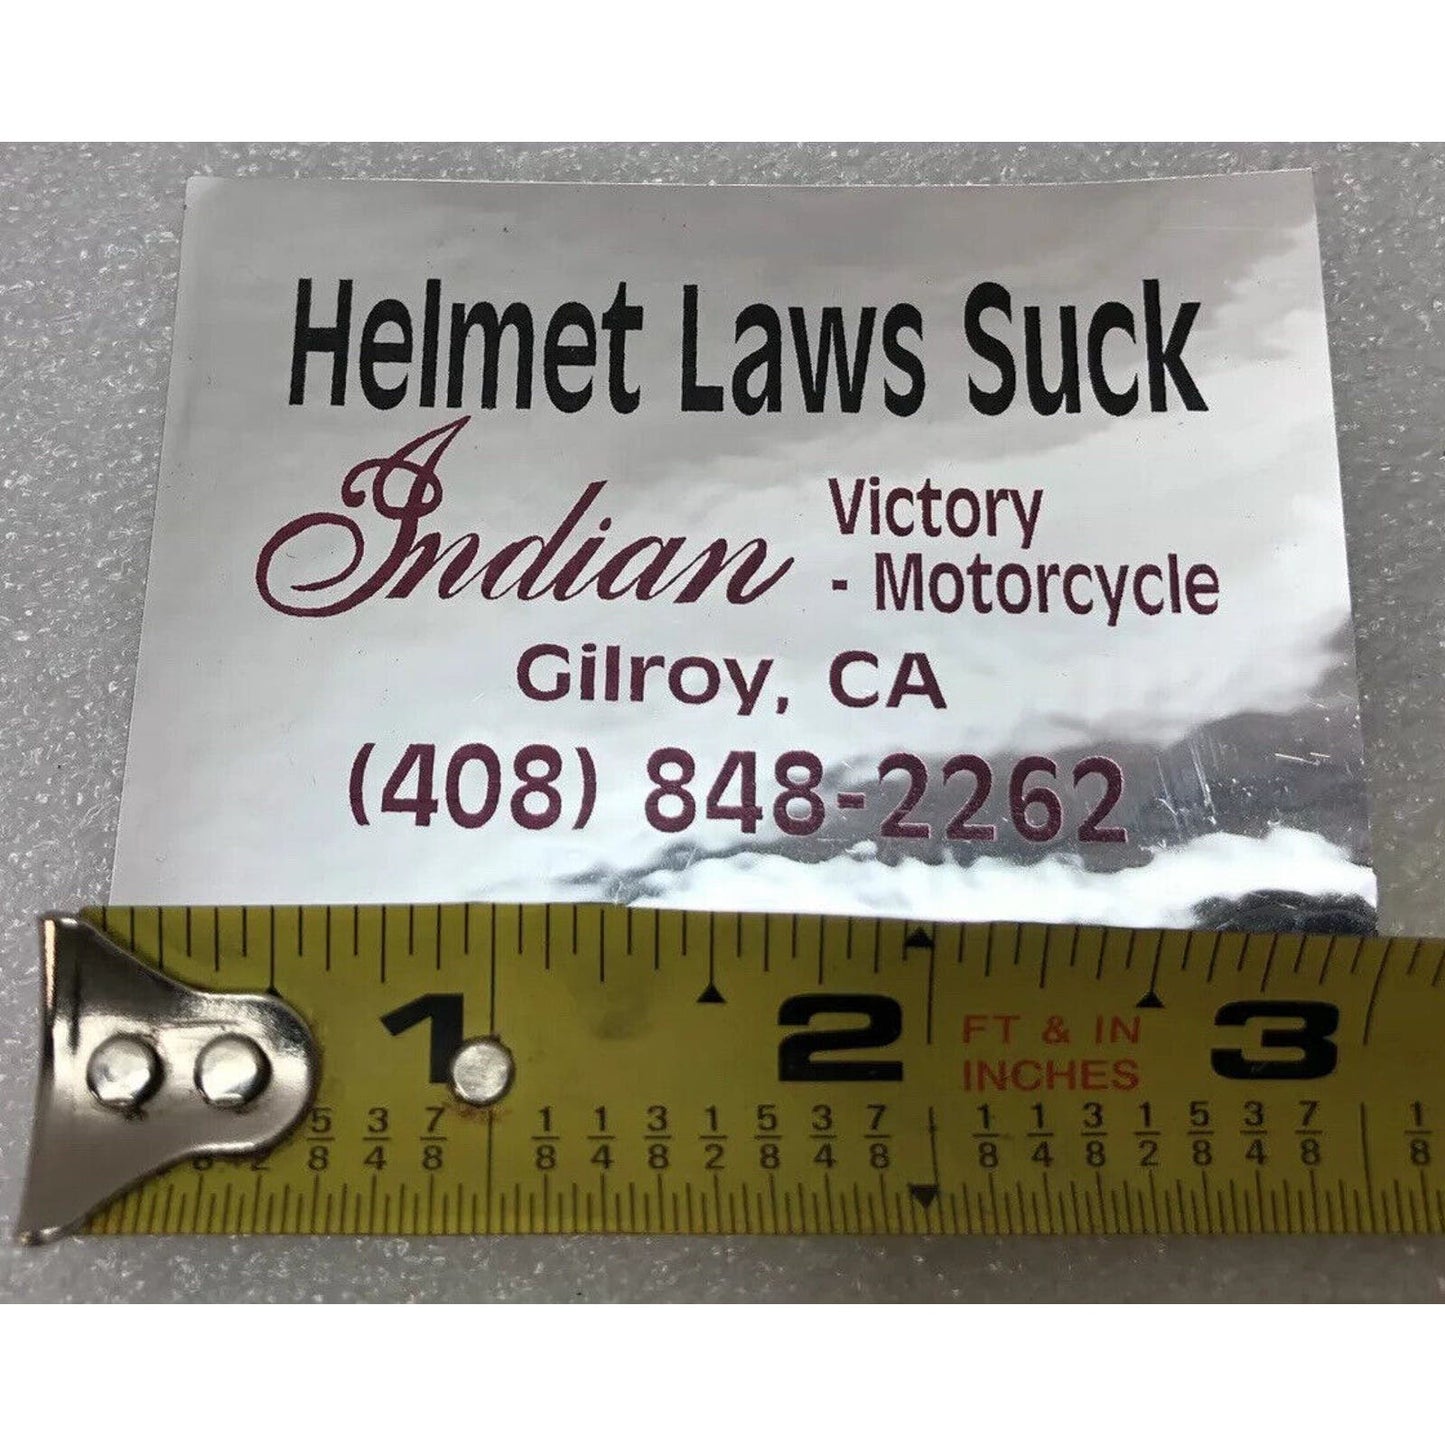 Helmet Laws Suck
Indian Victory
- Motorcycle
Gilroy, CA
(408) 848-2262
1 2 FT & IN 3
INCHES
5/8 3/4 7/8 1/8 1/4 3/8 1/2 5/8 3/4 7/8 1/8 1/4 3/8 1/2 5/8 3/4 7/8 1/8